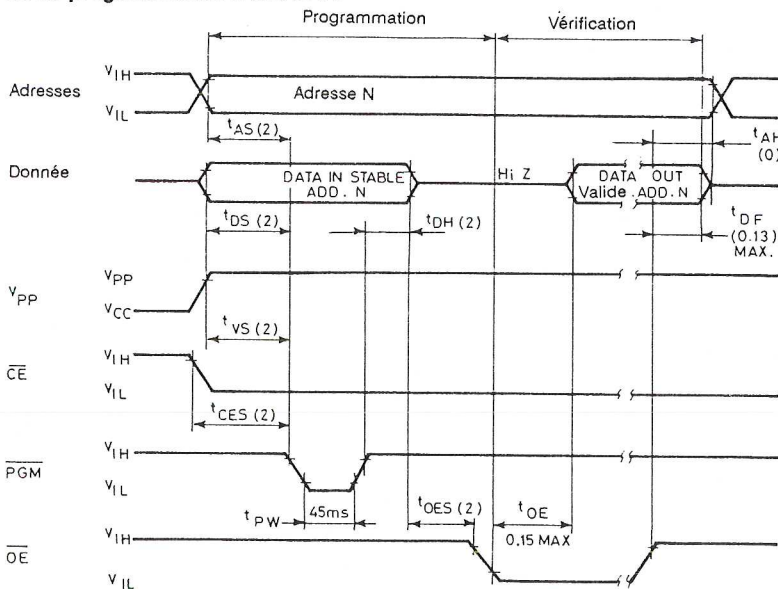 Programmation Vérification
Adresses VIH Adresse N
VIL
tAS (2) tAH (0)
Donnée DATA IN STABLE ADD. N Hi Z DATA OUT Valide.ADD.N
tDS (2) tDH (2) tDF (0.13) MAX.
VPP VPP
VCC
tVS (2)
CE VIH
VIL
tCES (2)
PGM VIH
VIL
tPW 45ms tOES (2) tOE 0.15 MAX
OE VIH
VIL